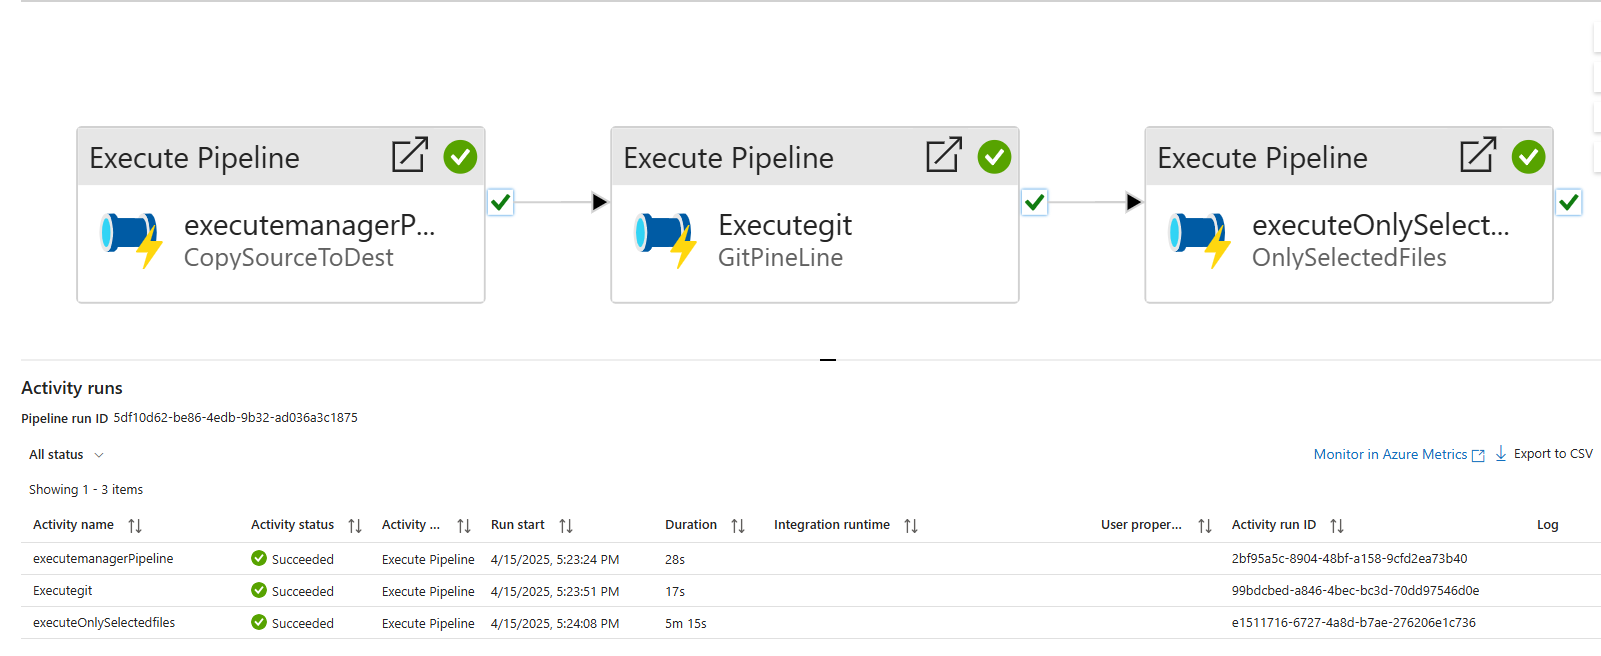 Execute Pipeline
executemanagerP...
CopySourceToDest
Execute Pipeline
Executegit
GitPineLine
Execute Pipeline
executeOnlySelect...
OnlySelectedFiles
Activity runs
Pipeline run ID 5df10d62-be86-4edb-9b32-ad036a3c1875
All status
Monitor in Azure Metrics Export to CSV
Showing 1 - 3 items
Activity name Activity status Activity ... Run start Duration Integration runtime User proper... Activity run ID Log
executemanagerPipeline Succeeded Execute Pipeline 4/15/2025, 5:23:24 PM 28s 2bf95a5c-8904-48bf-a158-9cfd2ea73b40
Executegit Succeeded Execute Pipeline 4/15/2025, 5:23:51 PM 17s 99bdcbed-a846-4bec-bc3d-70dd97546d0e
executeOnlySelectedfiles Succeeded Execute Pipeline 4/15/2025, 5:24:08 PM 5m 15s e1511716-6727-4a8d-b7ae-276206e1c736